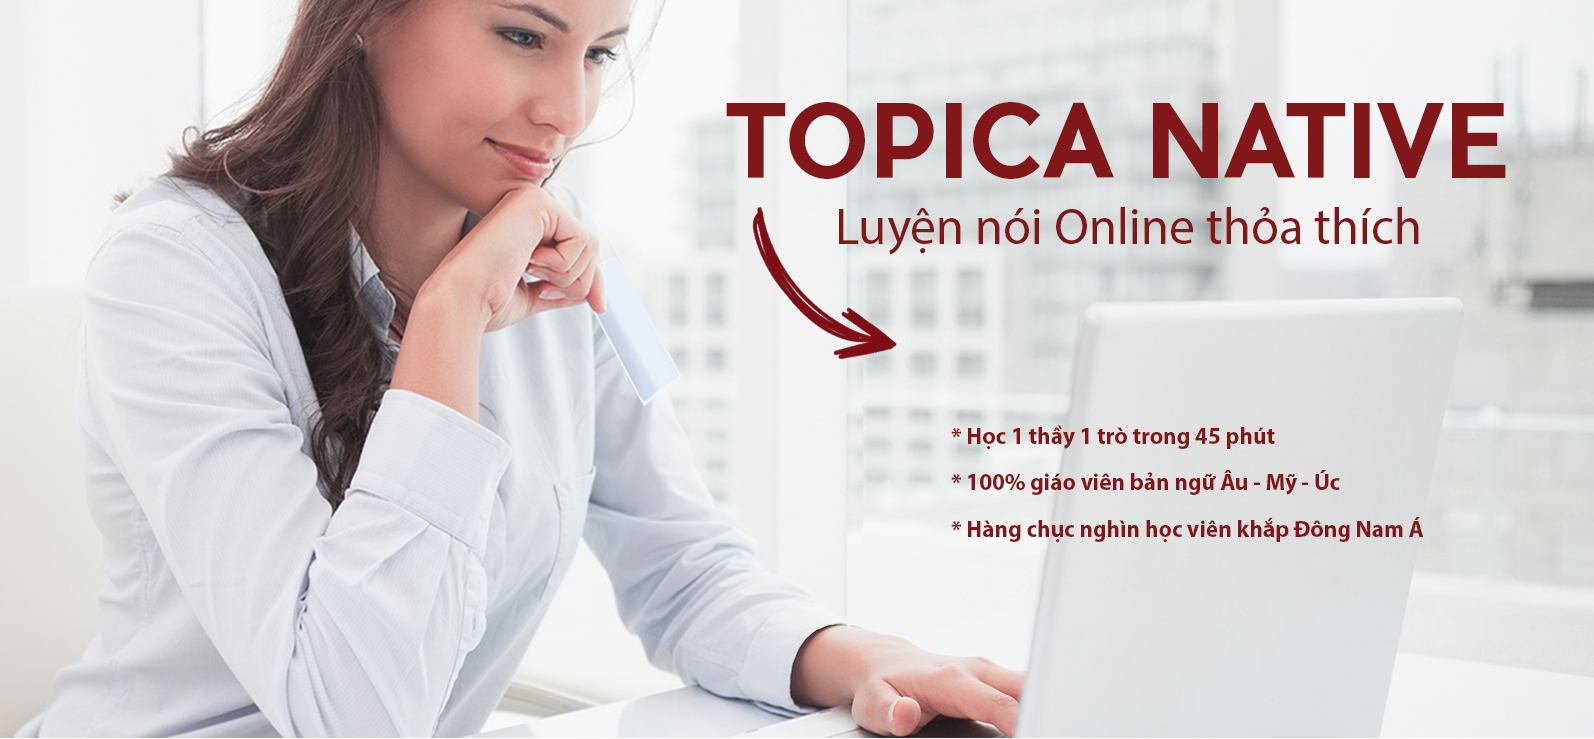 TOPICA NATIVE
Luyện nói Online thỏa thích
* Học 1 thầy 1 trò trong 45 phút
* 100% giáo viên bản ngữ Âu - Mỹ - Úc
* Hàng chục nghìn học viên khắp Đông Nam Á